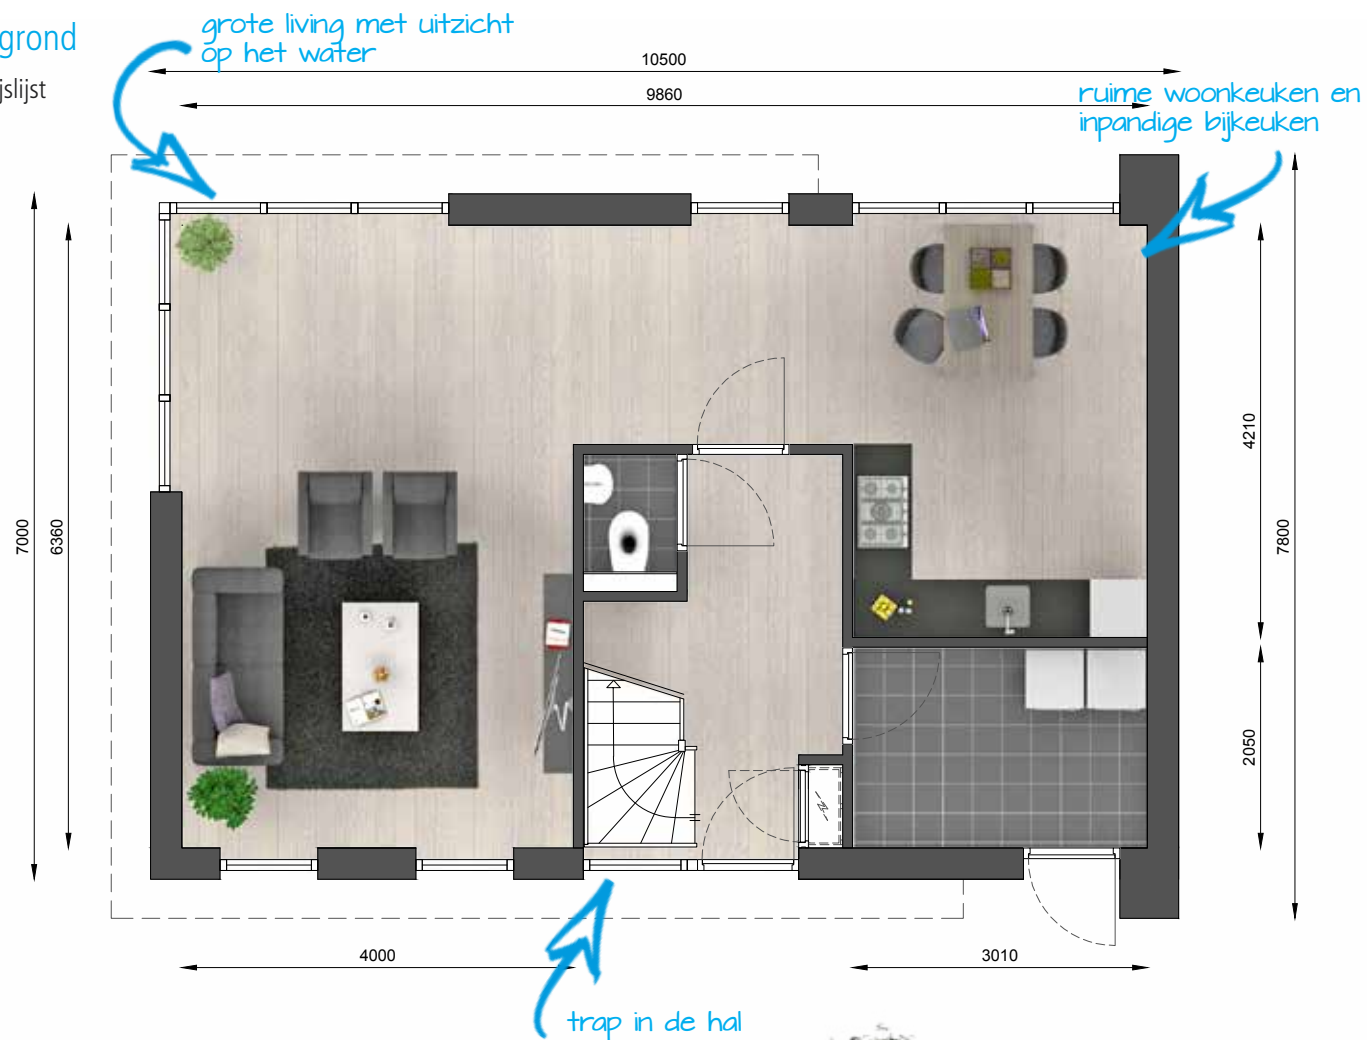 grond
jslijst
grote living met uitzicht
op het water
10500
9860
ruime woonkeuken en
inpandige bijkeuken
7000
6360
4210
7800
2050
4000
3010
trap in de hal